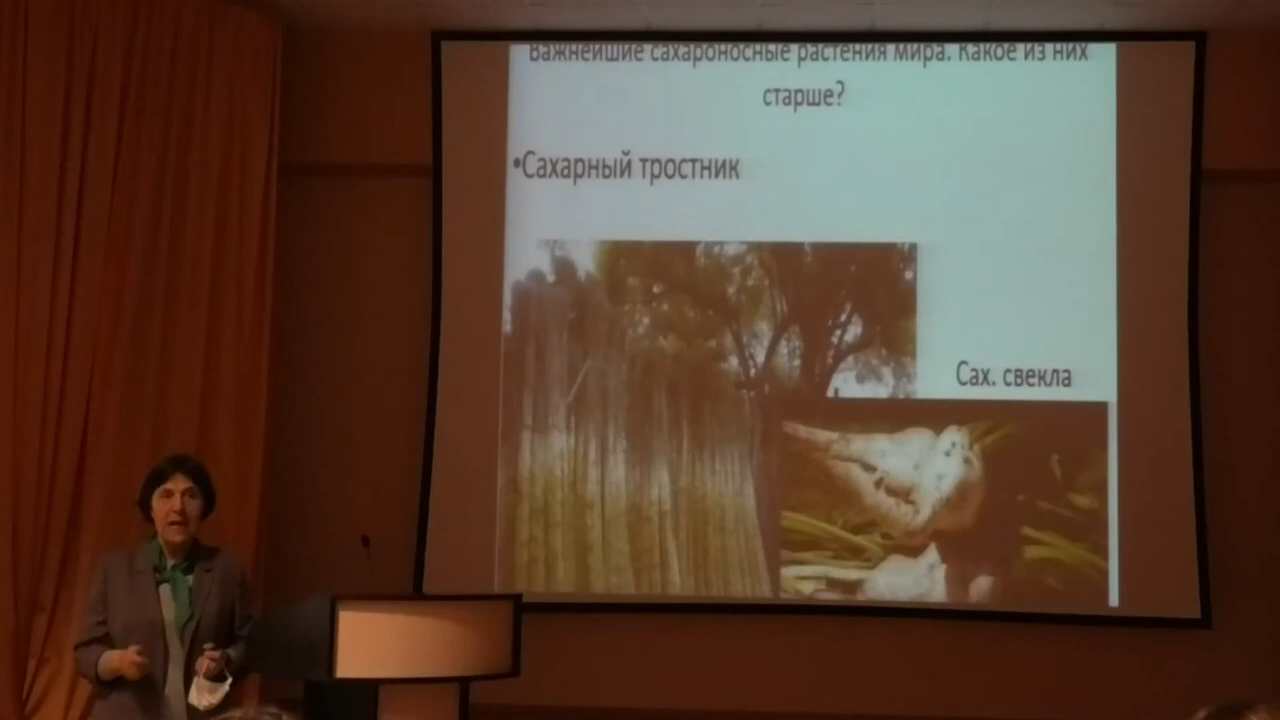 Важнейшие сахароносные растения мира. Какое из них
старше?
•Сахарный тростник
Сах. свекла